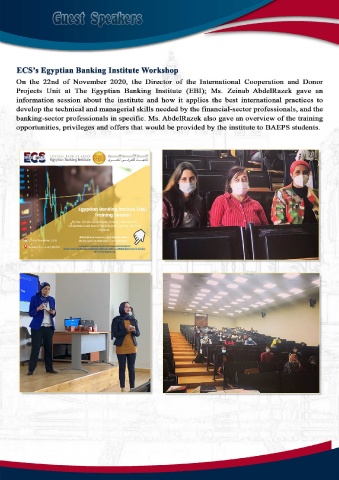 Guest Speakers
ECS's Egyptian Banking Institute Workshop
On the 22nd of November 2020, the Director of the International Cooperation and Donor
Projects Unit at The Egyptian Banking Institute (EBI); Ms. Zeinab AbdelRazek gave an
information session about the institute and how it applies the best international practices to
develop the technical and managerial skills needed by the financial-sector professionals, and the
banking-sector professionals in specific. Ms. AbdelRazek also gave an overview of the training
opportunities, privileges and offers that would be provided by the institute to BAEPS students.
ECS
Egyptian Banking Institute
Egyptian Banking Institute (EBI)
Training Session